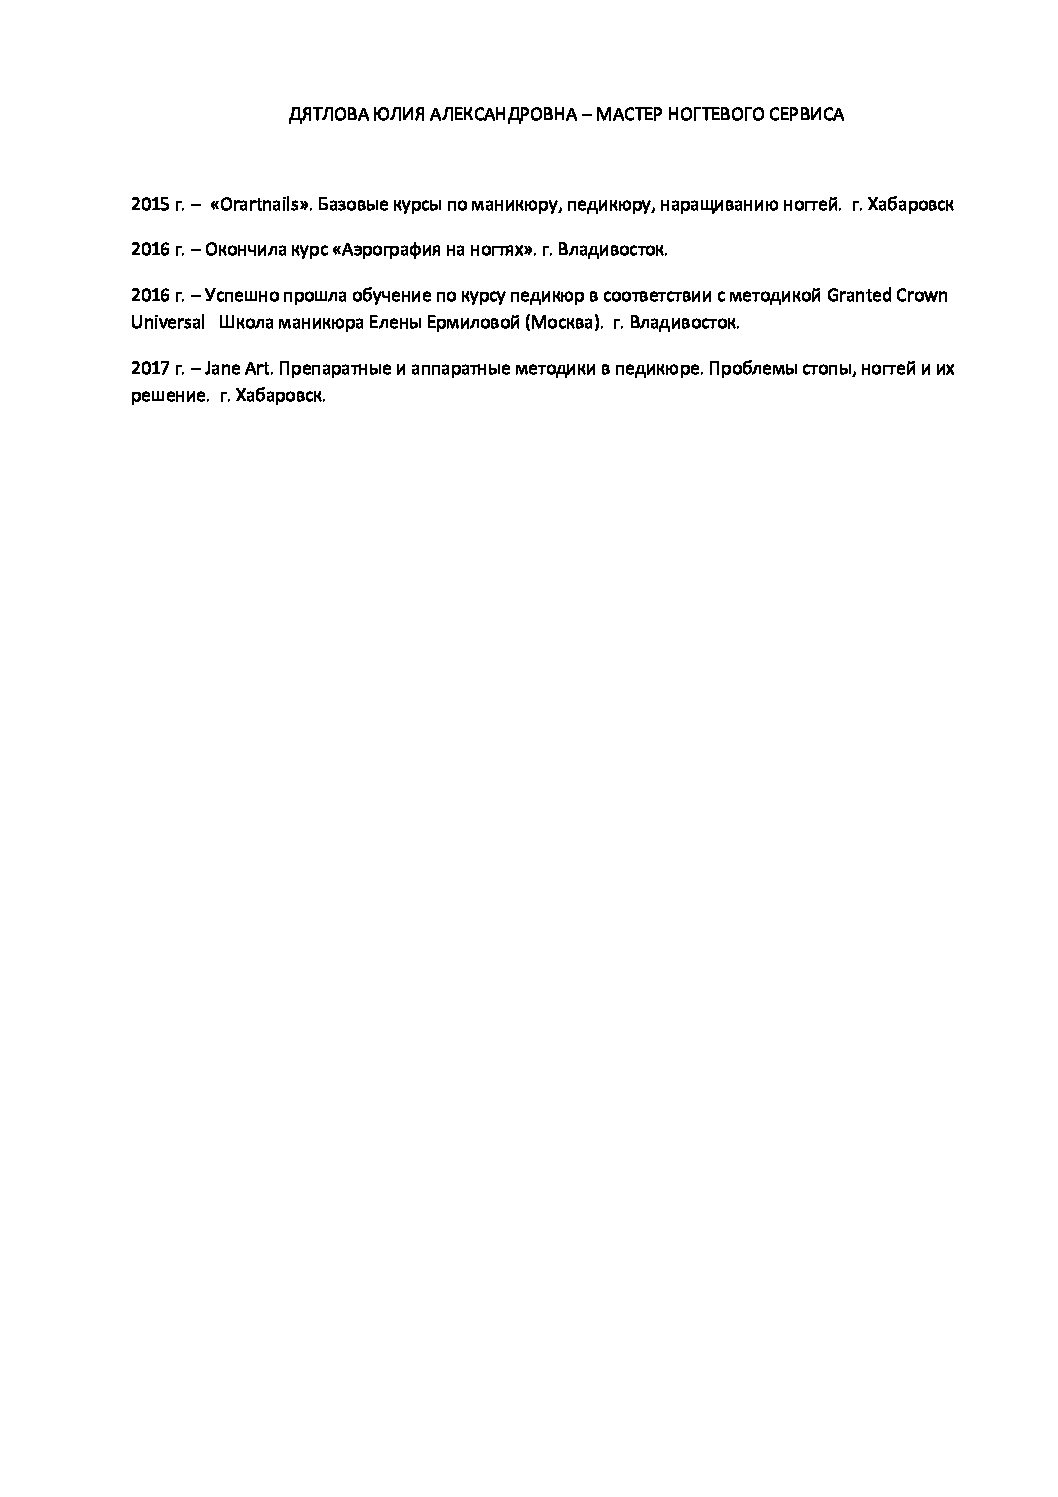 ДЯТЛОВА ЮЛИЯ АЛЕКСАНДРОВНА – МАСТЕР НОГТЕВОГО СЕРВИСА
2015 г. –  «Orartnails». Базовые курсы по маникюру, педикюру, наращиванию ногтей.  г. Хабаровск
2016 г. – Окончила курс «Аэрография на ногтях». г. Владивосток.
2016 г. – Успешно прошла обучение по курсу педикюр в соответствии с методикой Granted Crown
Universal   Школа маникюра Елены Ермиловой (Москва).  г. Владивосток.
2017 г. – Jane Art. Препаратные и аппаратные методики в педикюре. Проблемы стопы, ногтей и их
решение.  г. Хабаровск.